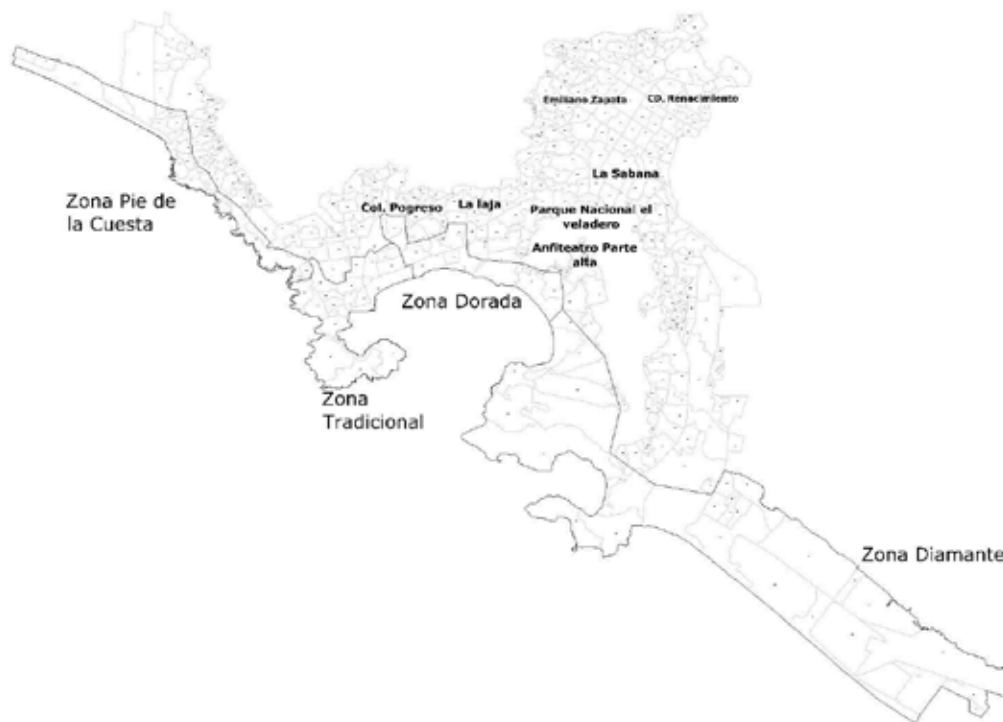 Emiliano Zapata
CD. Renacimiento
La Sabana
Zona Pie de
la Cuesta
Col. Pogreso
La laja
Parque Nacional el
veladero
Anfiteatro Parte
alta
Zona Dorada
Zona
Tradicional
Zona Diamante